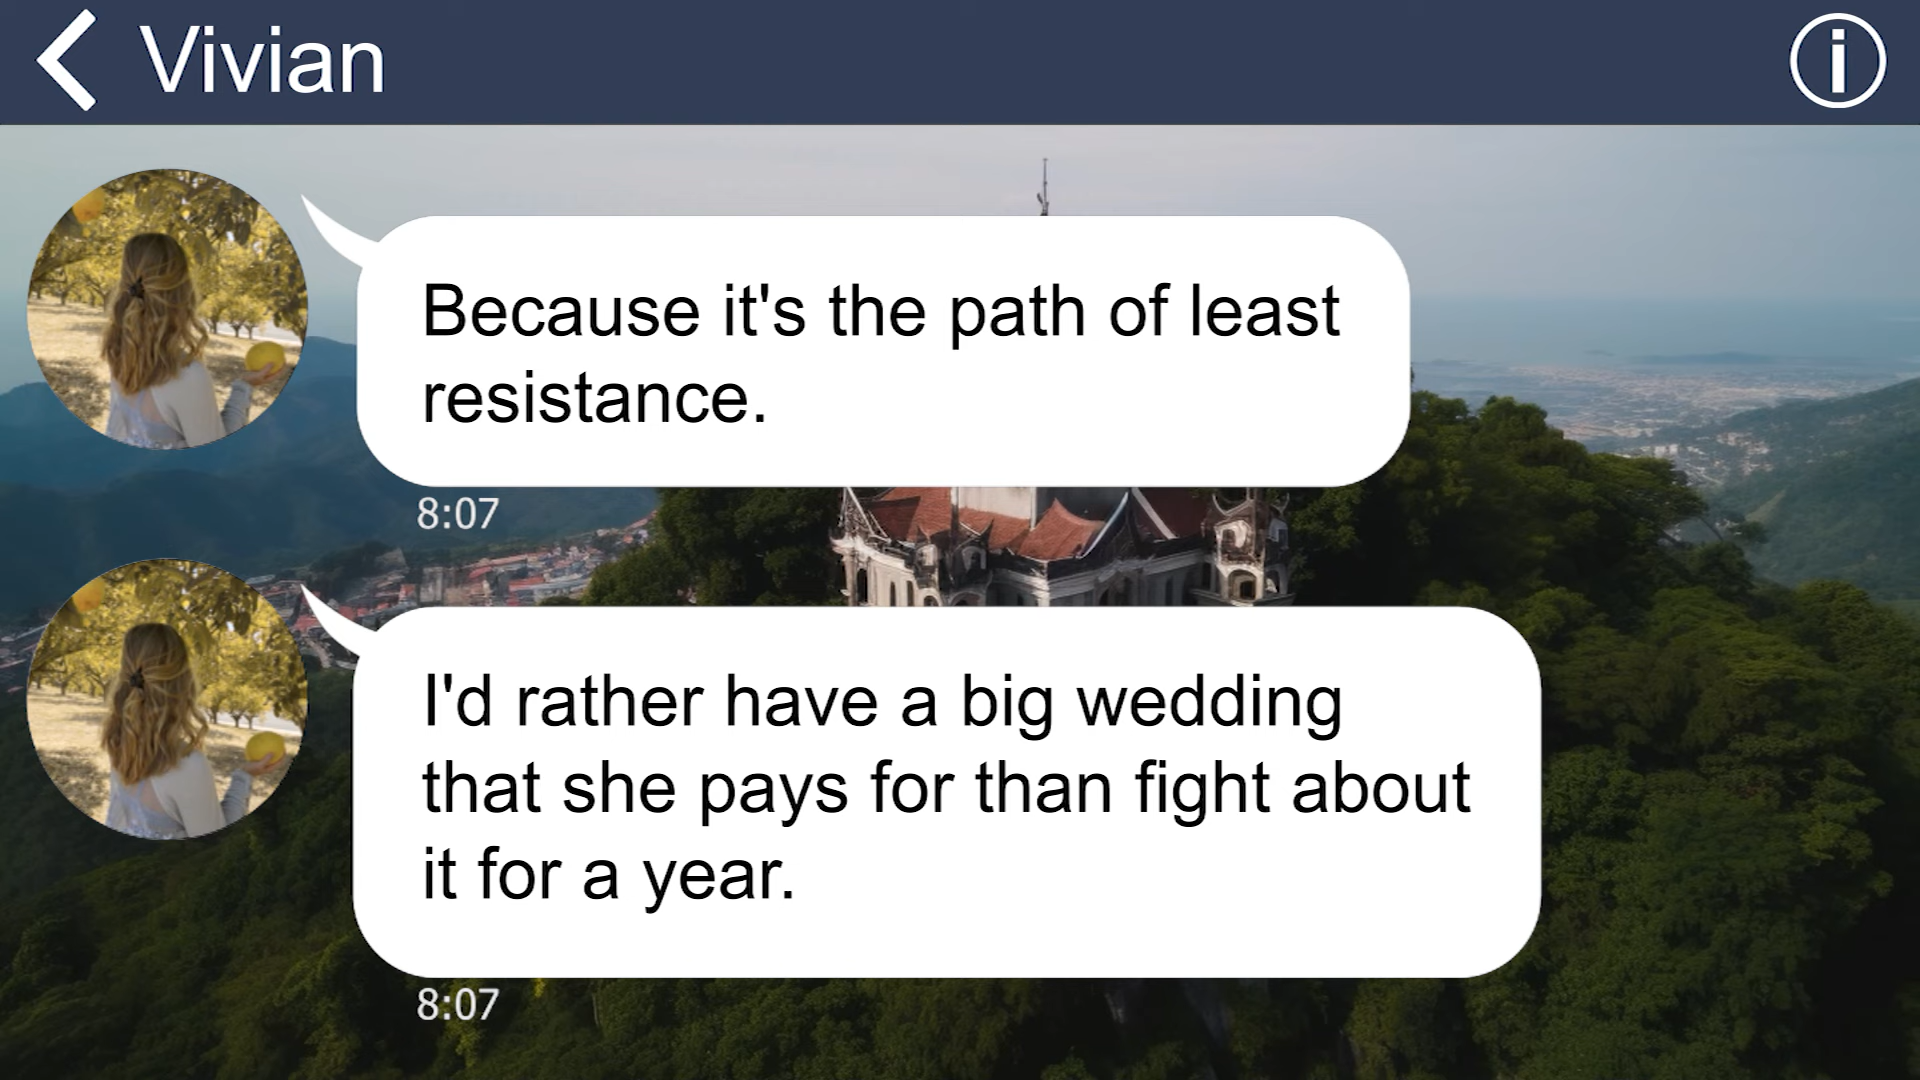 Vivian
i
Because it's the path of least
resistance.
8:07
I'd rather have a big wedding
that she pays for than fight about
it for a year.
8:07